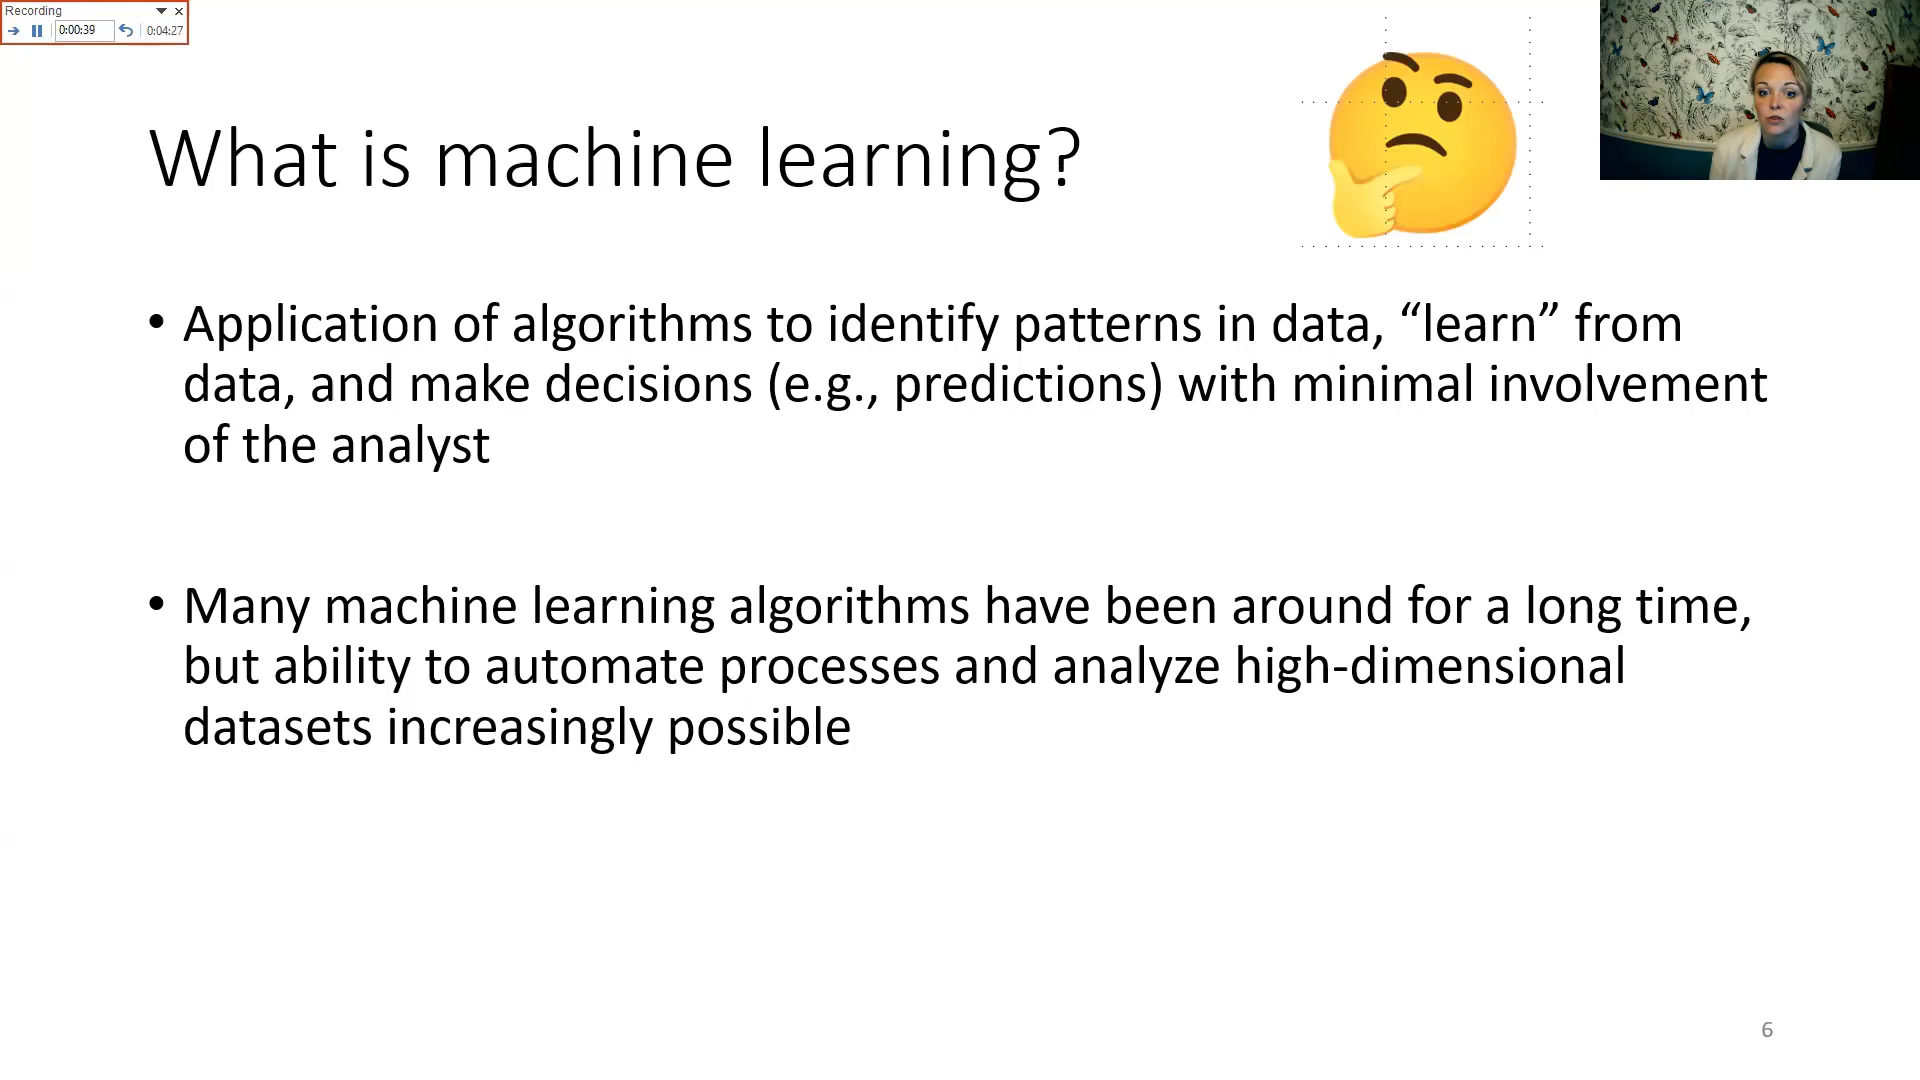 Recording
0:00:39 0:04:27
What is machine learning?
• Application of algorithms to identify patterns in data, “learn” from
data, and make decisions (e.g., predictions) with minimal involvement
of the analyst
• Many machine learning algorithms have been around for a long time,
but ability to automate processes and analyze high-dimensional
datasets increasingly possible
6